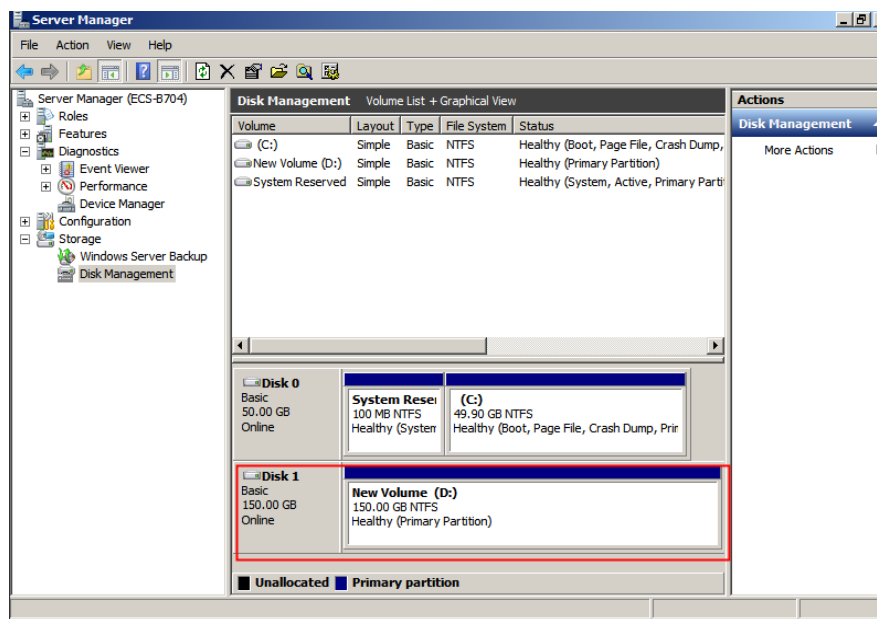 Server Manager
File Action View Help
Server Manager (ECS-B704)
Roles
Features
Diagnostics
Event Viewer
Performance
Device Manager
Configuration
Storage
Windows Server Backup
Disk Management
Disk Management Volume List + Graphical View
Volume Layout Type File System Status
(C:) Simple Basic NTFS Healthy (Boot, Page File, Crash Dump,
New Volume (D:) Simple Basic NTFS Healthy (Primary Partition)
System Reserved Simple Basic NTFS Healthy (System, Active, Primary Parti
Disk 0
Basic
50.00 GB
Online
System Reser
100 MB NTFS
Healthy (System
(C:)
49.90 GB NTFS
Healthy (Boot, Page File, Crash Dump, Prir
Disk 1
Basic
150.00 GB
Online
New Volume (D:)
150.00 GB NTFS
Healthy (Primary Partition)
Unallocated Primary partition
Actions
Disk Management
More Actions